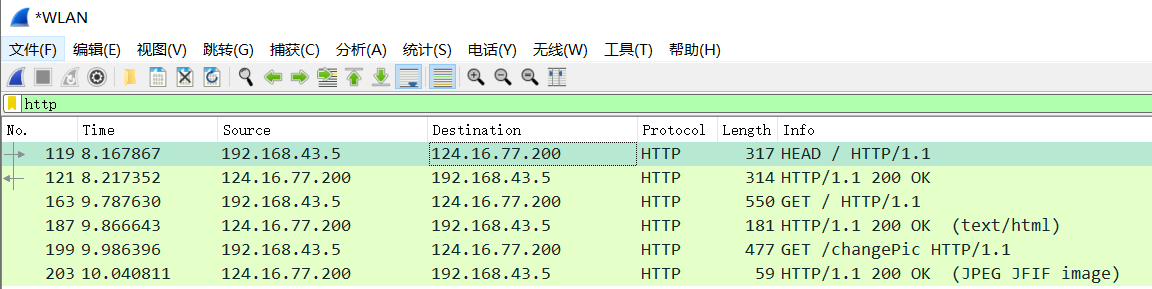 *WLAN
文件(F) 编辑(E) 视图(V) 跳转(G) 捕获(C) 分析(A) 统计(S) 电话(Y) 无线(W) 工具(T) 帮助(H)
http
No. Time Source Destination Protocol Length Info
119 8.167867 192.168.43.5 124.16.77.200 HTTP 317 HEAD / HTTP/1.1
121 8.217352 124.16.77.200 192.168.43.5 HTTP 314 HTTP/1.1 200 OK
163 9.787630 192.168.43.5 124.16.77.200 HTTP 550 GET / HTTP/1.1
187 9.866643 124.16.77.200 192.168.43.5 HTTP 181 HTTP/1.1 200 OK (text/html)
199 9.986396 192.168.43.5 124.16.77.200 HTTP 477 GET /changePic HTTP/1.1
203 10.040811 124.16.77.200 192.168.43.5 HTTP 59 HTTP/1.1 200 OK (JPEG JFIF image)